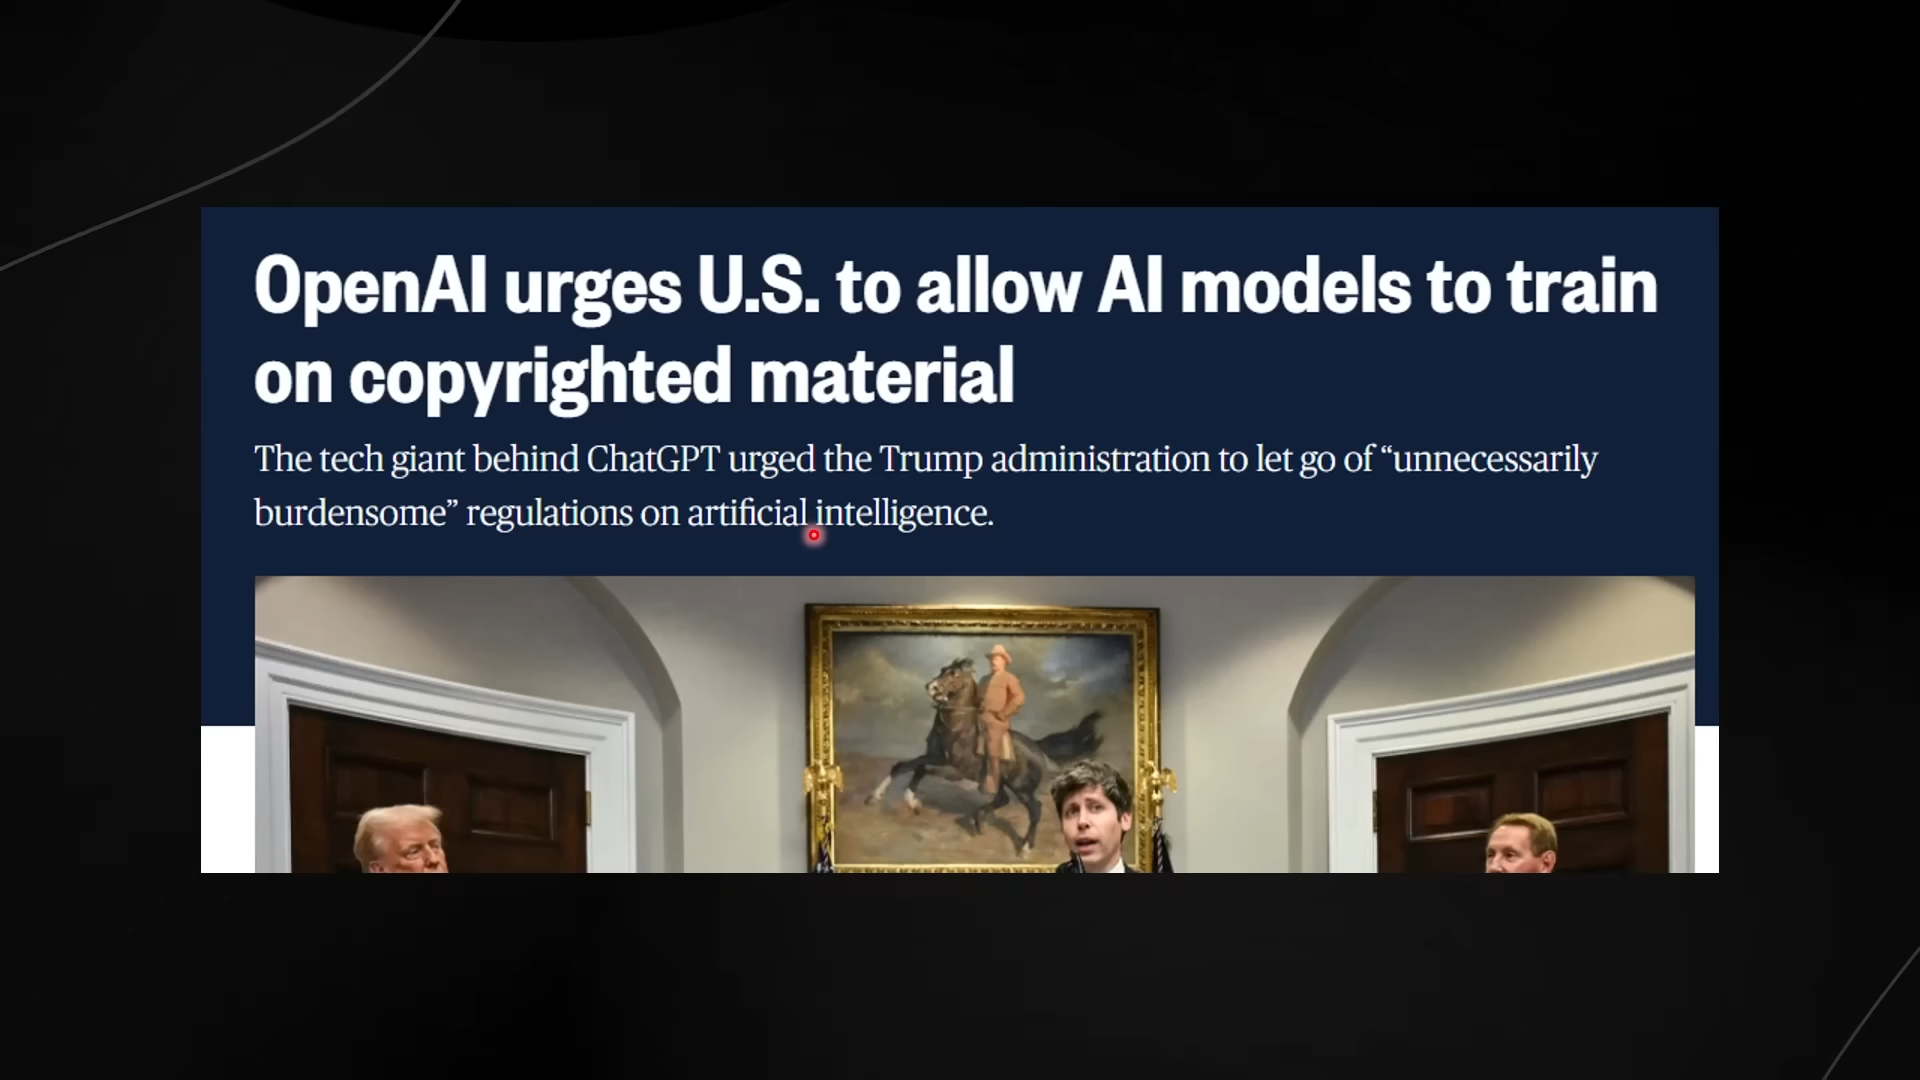 OpenAI urges U.S. to allow AI models to train
on copyrighted material
The tech giant behind ChatGPT urged the Trump administration to let go of “unnecessarily
burdensome” regulations on artificial intelligence.